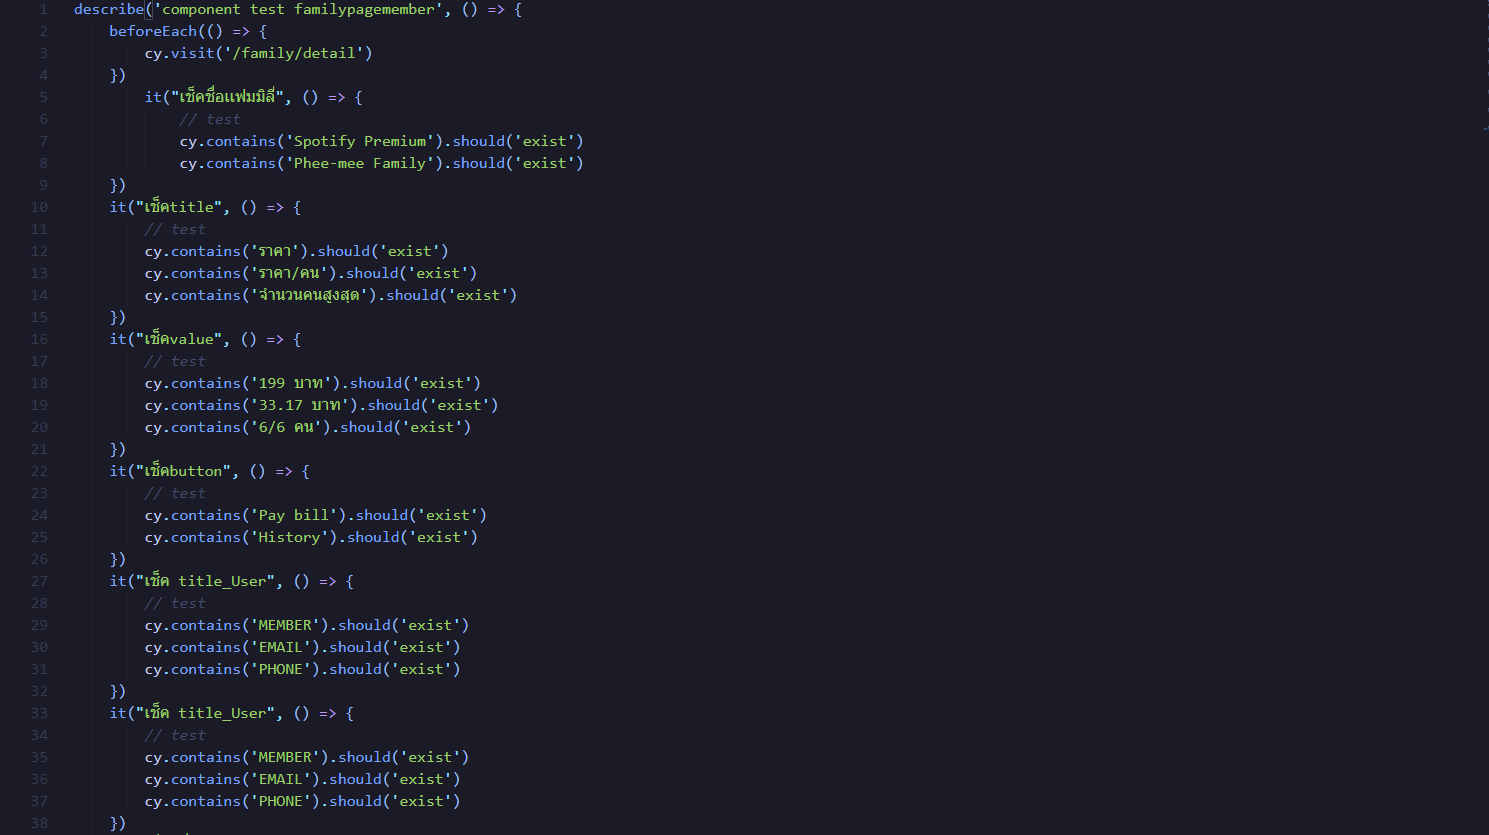 1 describe('component test familypagemember', () => {
2 beforeEach(() => {
3 cy.visit('/family/detail')
4 })
5 it("เช็คชื่อแฟมมิลี่", () => {
6 // test
7 cy.contains('Spotify Premium').should('exist')
8 cy.contains('Phee-mee Family').should('exist')
9 })
10 it("เช็คtitle", () => {
11 // test
12 cy.contains('ราคา').should('exist')
13 cy.contains('ราคา/คน').should('exist')
14 cy.contains('จำนวนคนสูงสุด').should('exist')
15 })
16 it("เช็คvalue", () => {
17 // test
18 cy.contains('199 บาท').should('exist')
19 cy.contains('33.17 บาท').should('exist')
20 cy.contains('6/6 คน').should('exist')
21 })
22 it("เช็คbutton", () => {
23 // test
24 cy.contains('Pay bill').should('exist')
25 cy.contains('History').should('exist')
26 })
27 it("เช็ค title_User", () => {
28 // test
29 cy.contains('MEMBER').should('exist')
30 cy.contains('EMAIL').should('exist')
31 cy.contains('PHONE').should('exist')
32 })
33 it("เช็ค title_User", () => {
34 // test
35 cy.contains('MEMBER').should('exist')
36 cy.contains('EMAIL').should('exist')
37 cy.contains('PHONE').should('exist')
38 })